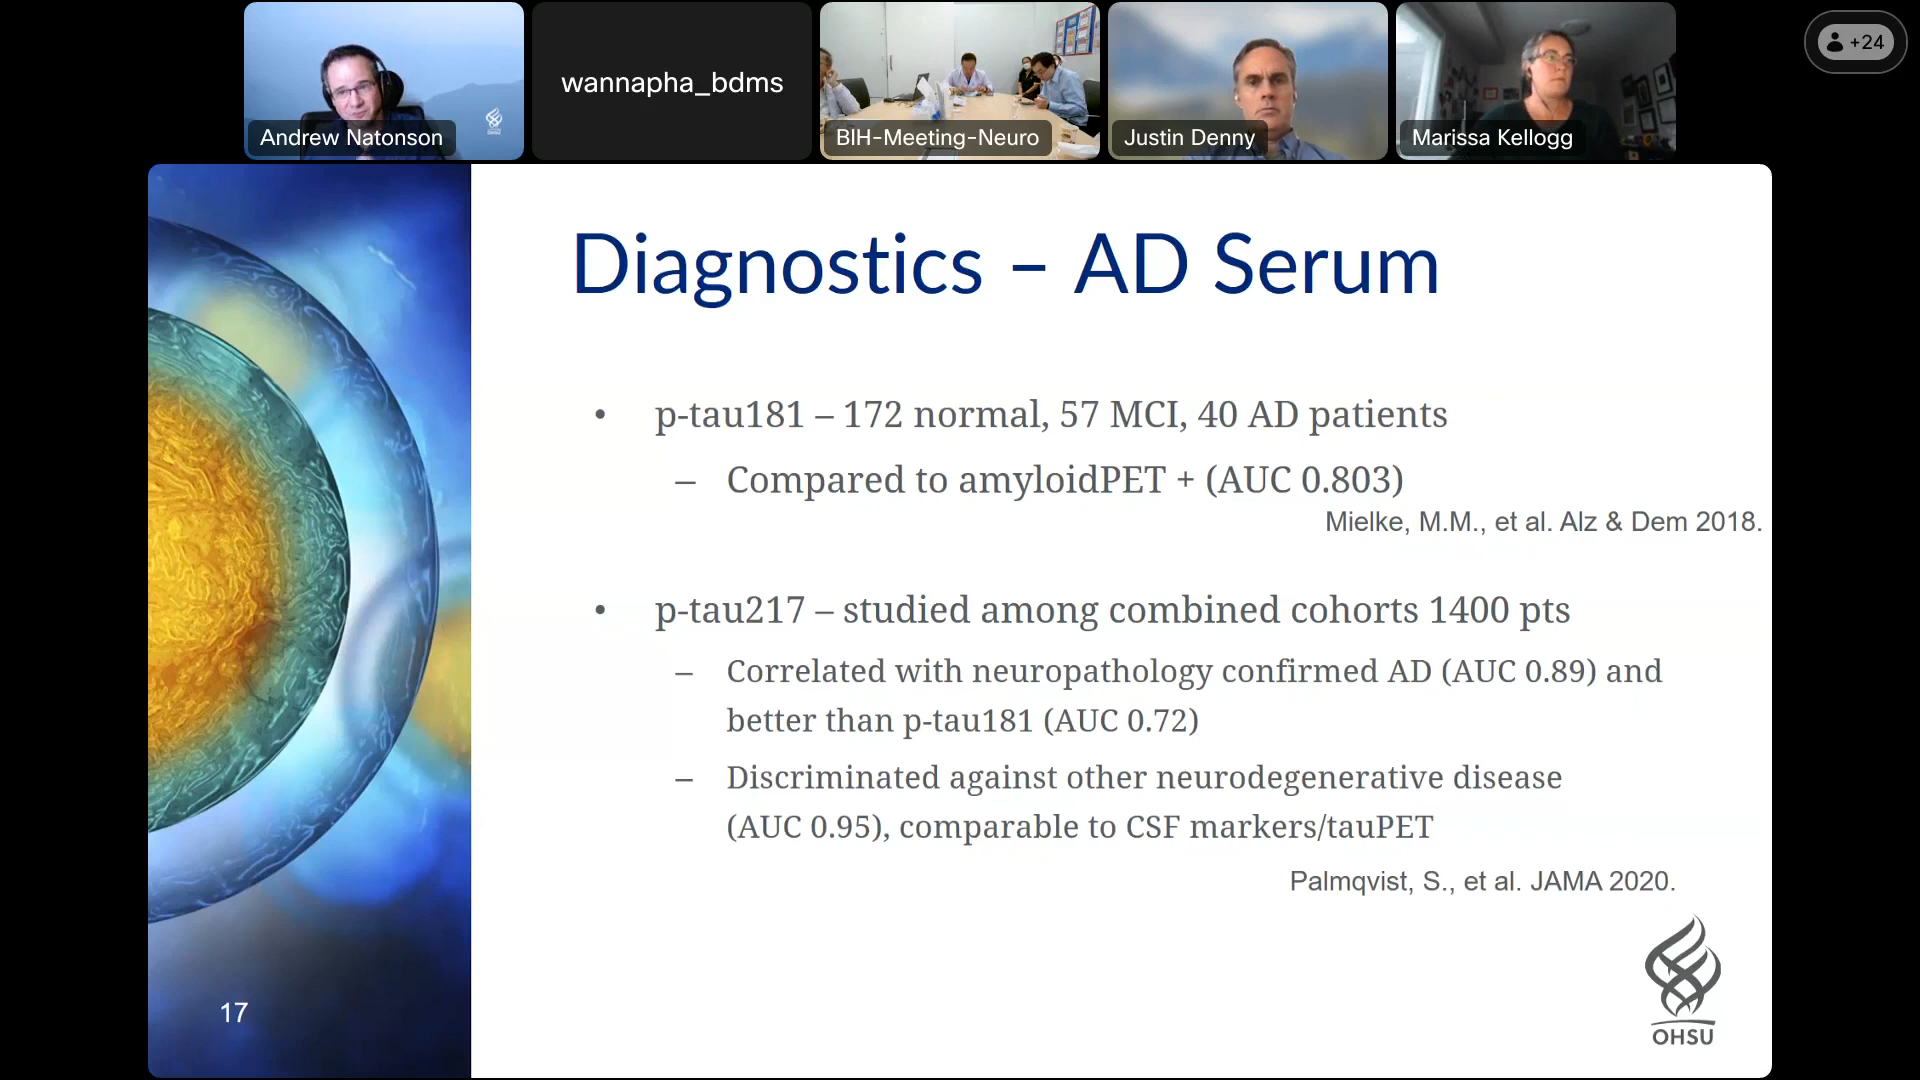 Andrew Natonson
wannapha_bdms
BIH-Meeting-Neuro
Justin Denny
Marissa Kellogg
+24
OHSU
Diagnostics – AD Serum
• p-tau181 – 172 normal, 57 MCI, 40 AD patients
– Compared to amyloidPET + (AUC 0.803)
Mielke, M.M., et al. Alz & Dem 2018.
• p-tau217 – studied among combined cohorts 1400 pts
– Correlated with neuropathology confirmed AD (AUC 0.89) and
better than p-tau181 (AUC 0.72)
– Discriminated against other neurodegenerative disease
(AUC 0.95), comparable to CSF markers/tauPET
Palmqvist, S., et al. JAMA 2020.
17
OHSU